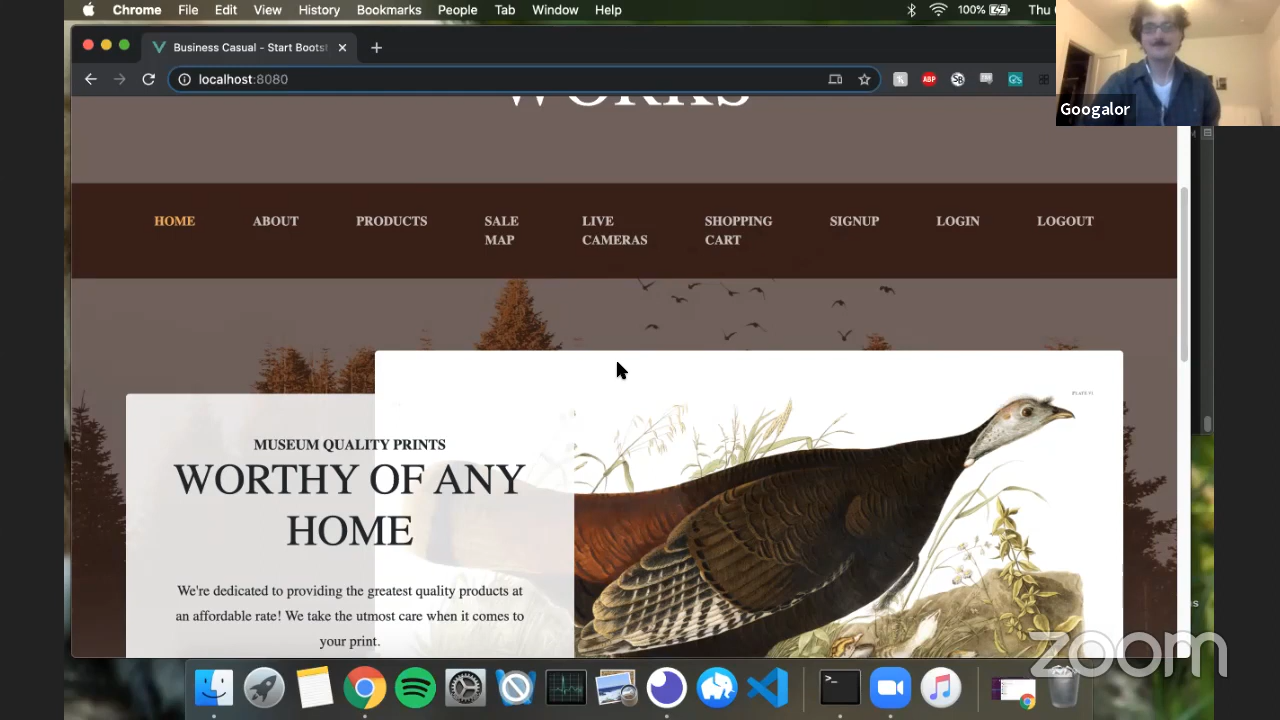 Chrome File Edit View History Bookmarks People Tab Window Help 100% Thu
Business Casual - Start Bootst
localhost:8080
ABP
Googalor
WORKS
HOME ABOUT PRODUCTS SALE MAP LIVE CAMERAS SHOPPING CART SIGNUP LOGIN LOGOUT
MUSEUM QUALITY PRINTS
WORTHY OF ANY
HOME
We're dedicated to providing the greatest quality products at
an affordable rate! We take the utmost care when it comes to
your print.
zoom